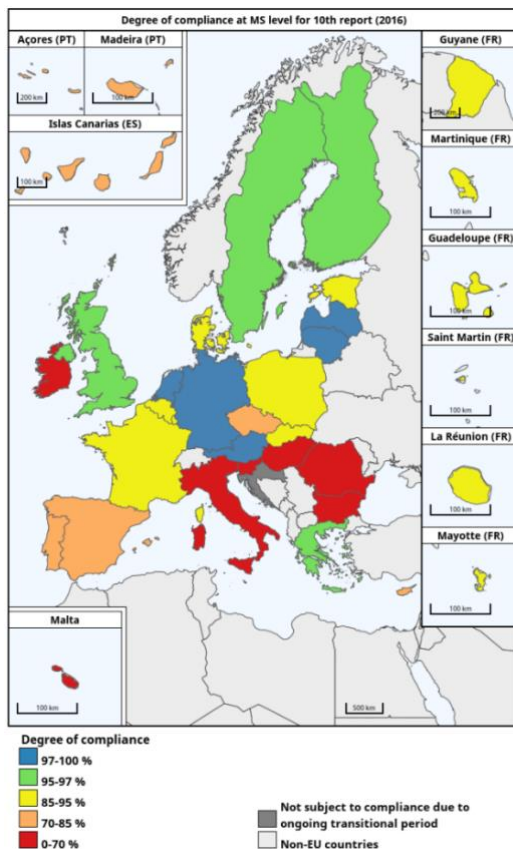 Degree of compliance at MS level for 10th report (2016)
Açores (PT)
Madeira (PT)
200 km
100 km
Islas Canarias (ES)
100 km
Guyane (FR)
200 km
Martinique (FR)
100 km
Guadeloupe (FR)
100 km
Saint Martin (FR)
100 km
La Réunion (FR)
100 km
Mayotte (FR)
100 km
Malta
100 km
500 km
Degree of compliance
97-100 %
95-97 %
85-95 %
70-85 %
0-70 %
Not subject to compliance due to
ongoing transitional period
Non-EU countries